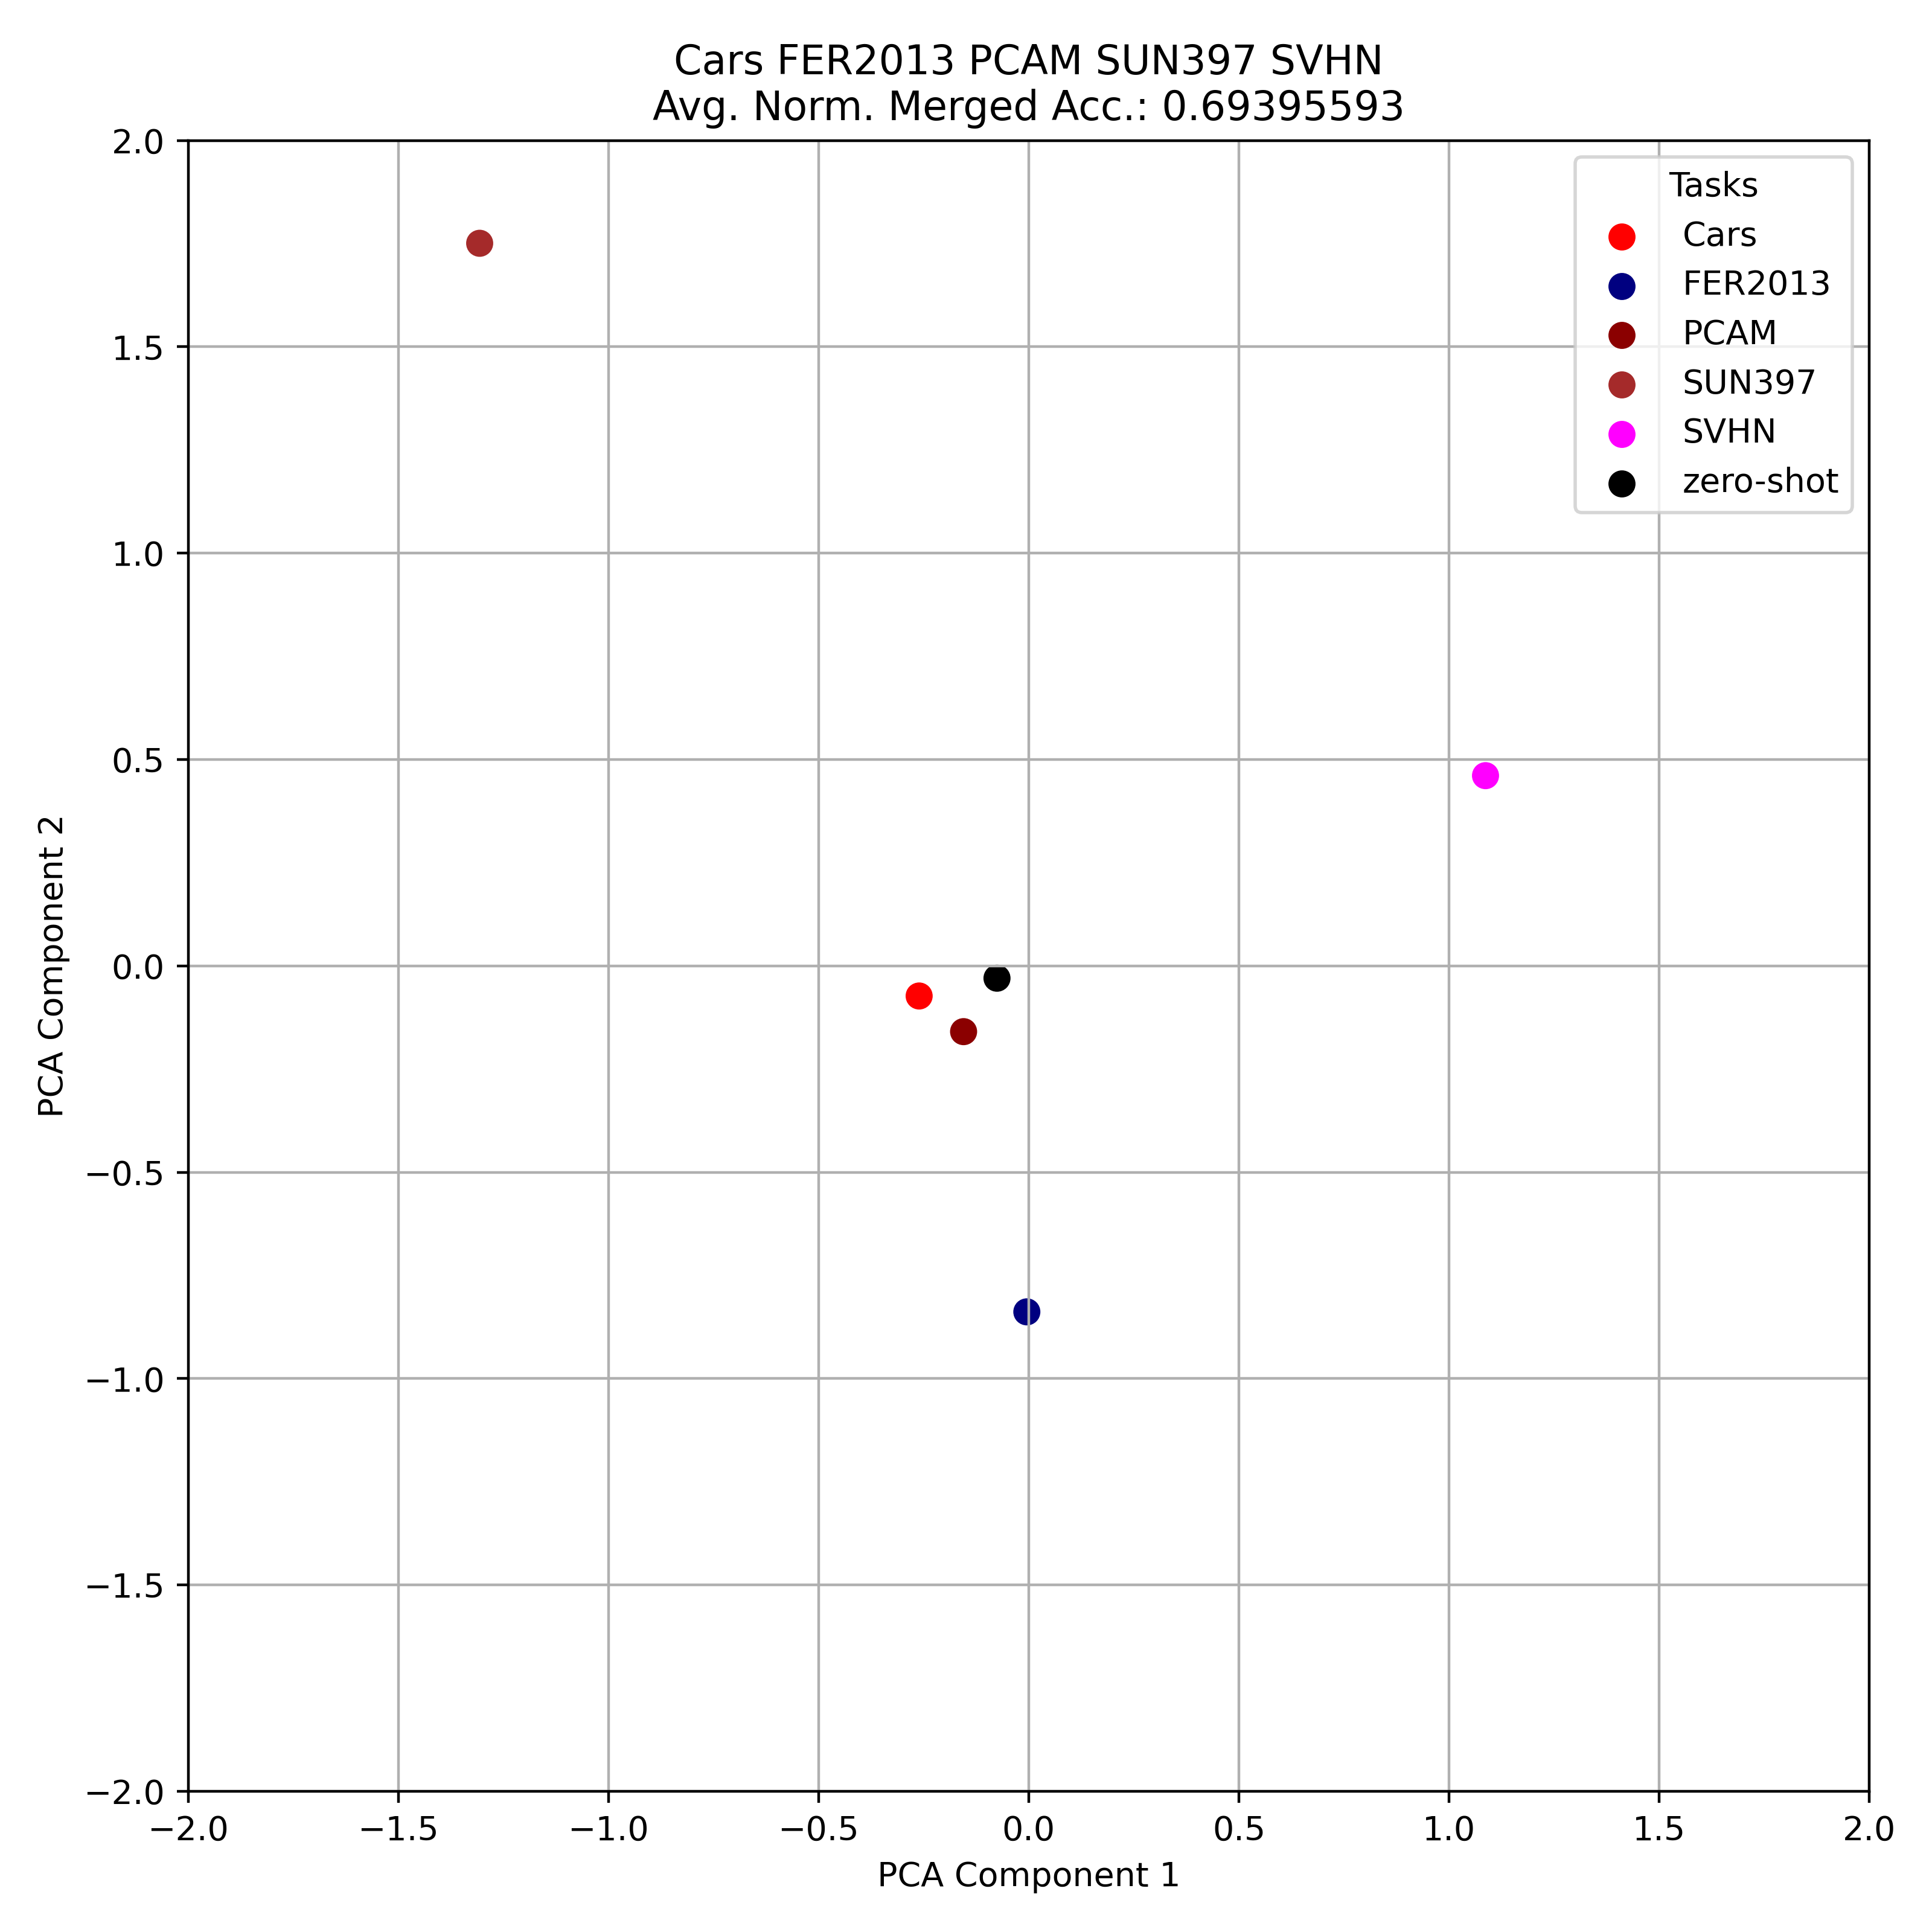 Cars FER2013 PCAM SUN397 SVHN
Avg. Norm. Merged Acc.: 0.69395593
Tasks
Cars
FER2013
PCAM
SUN397
SVHN
zero-shot
2.0
1.5
1.0
0.5
0.0
−0.5
−1.0
−1.5
−2.0
PCA Component 2
−2.0 −1.5 −1.0 −0.5 0.0 0.5 1.0 1.5 2.0
PCA Component 1